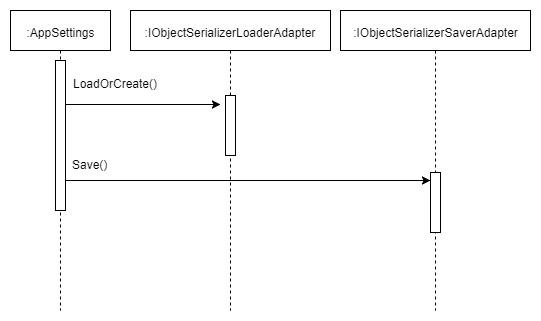 :AppSettings
:IObjectSerializerLoaderAdapter
:IObjectSerializerSaverAdapter
LoadOrCreate()
Save()